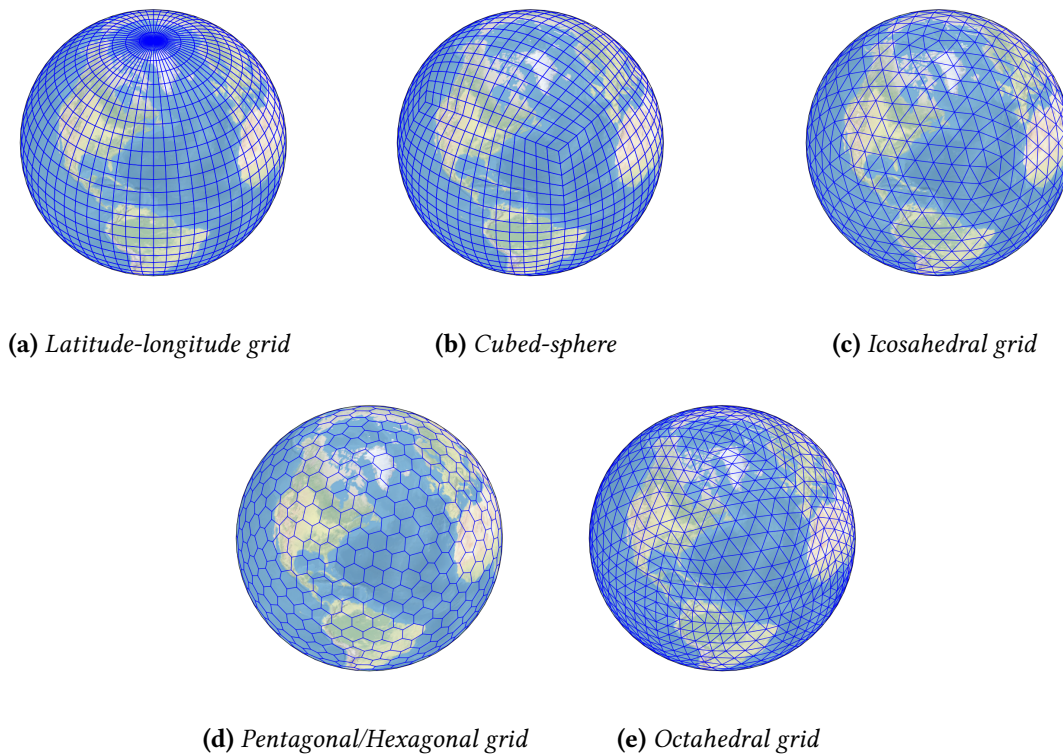 (a) Latitude-longitude grid
(b) Cubed-sphere
(c) Icosahedral grid
(d) Pentagonal/Hexagonal grid
(e) Octahedral grid